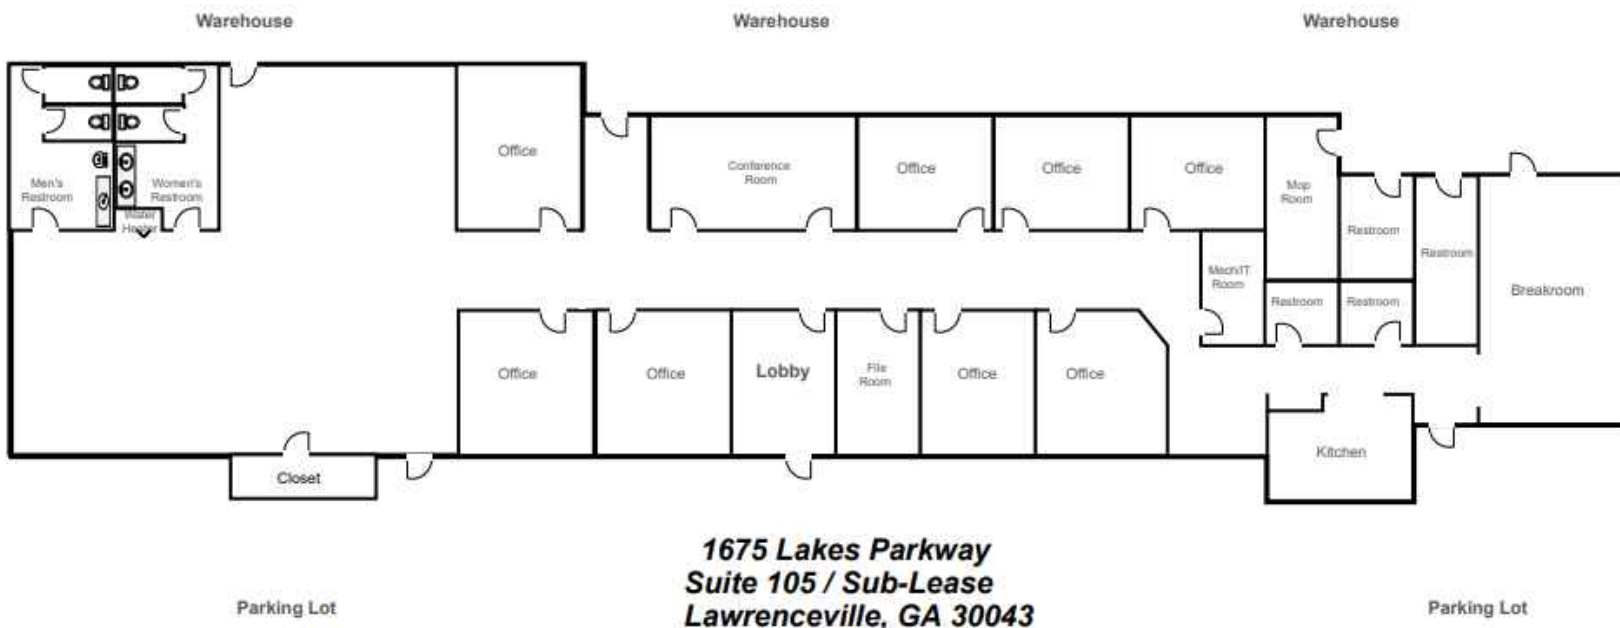 Warehouse
Warehouse
Warehouse
Men's
Restroom
Women's
Restroom
Water
Heater
Office
Conference
Room
Office
Office
Office
Mop
Room
Restroom
Restroom
Breakroom
Mech/IT
Room
Restroom
Restroom
Office
Office
Lobby
File
Room
Office
Office
Kitchen
Closet
1675 Lakes Parkway
Suite 105 / Sub-Lease
Lawrenceville, GA 30043
Parking Lot
Parking Lot